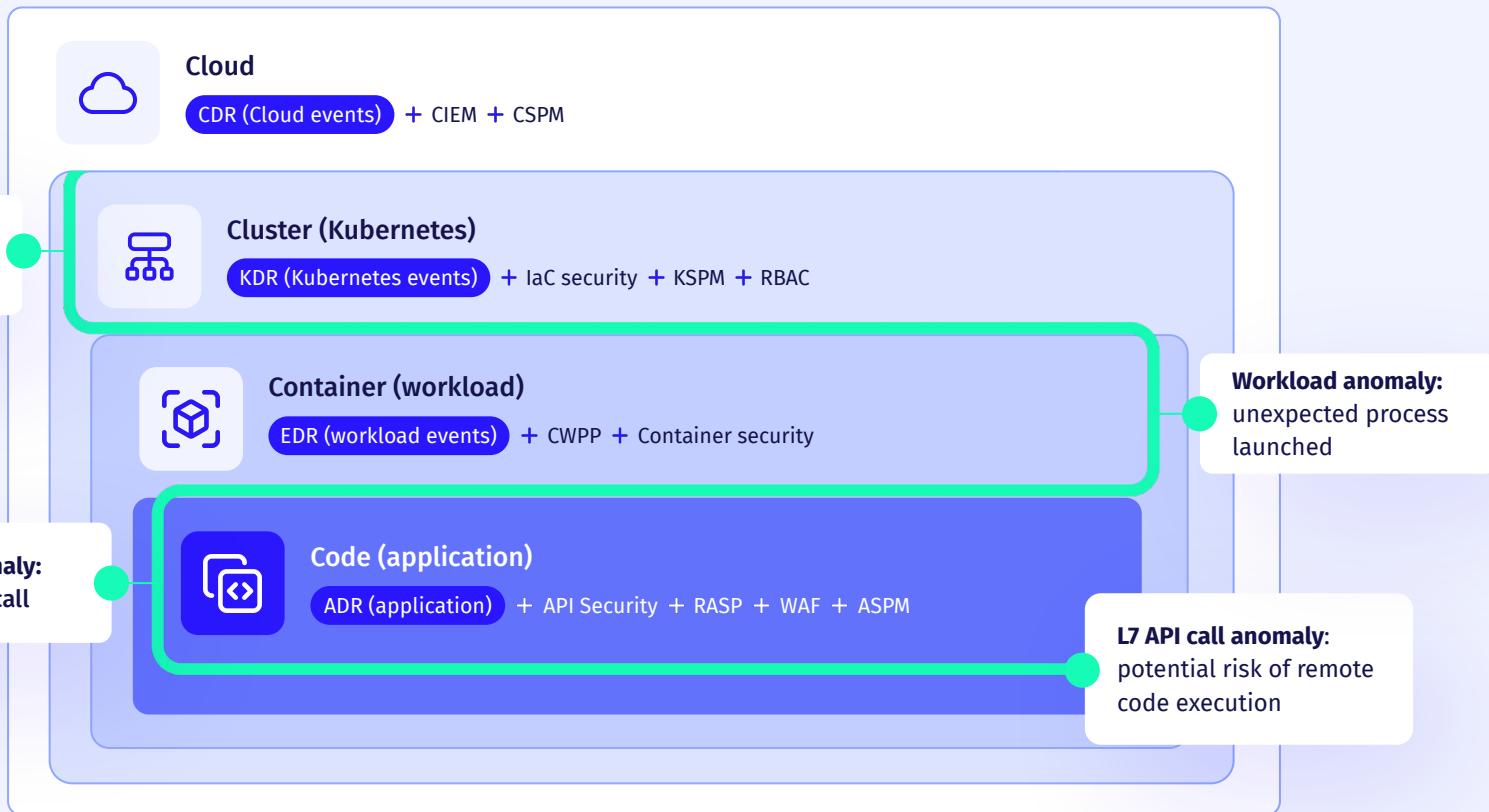 Cloud
CDR (Cloud events) + CIEM + CSPM
Cluster (Kubernetes)
KDR (Kubernetes events) + IaC security + KSPM + RBAC
Container (workload)
EDR (workload events) + CWPP + Container security
Workload anomaly:
unexpected process
launched
Code (application)
ADR (application) + API Security + RASP + WAF + ASPM
L7 API call anomaly:
potential risk of remote
code execution